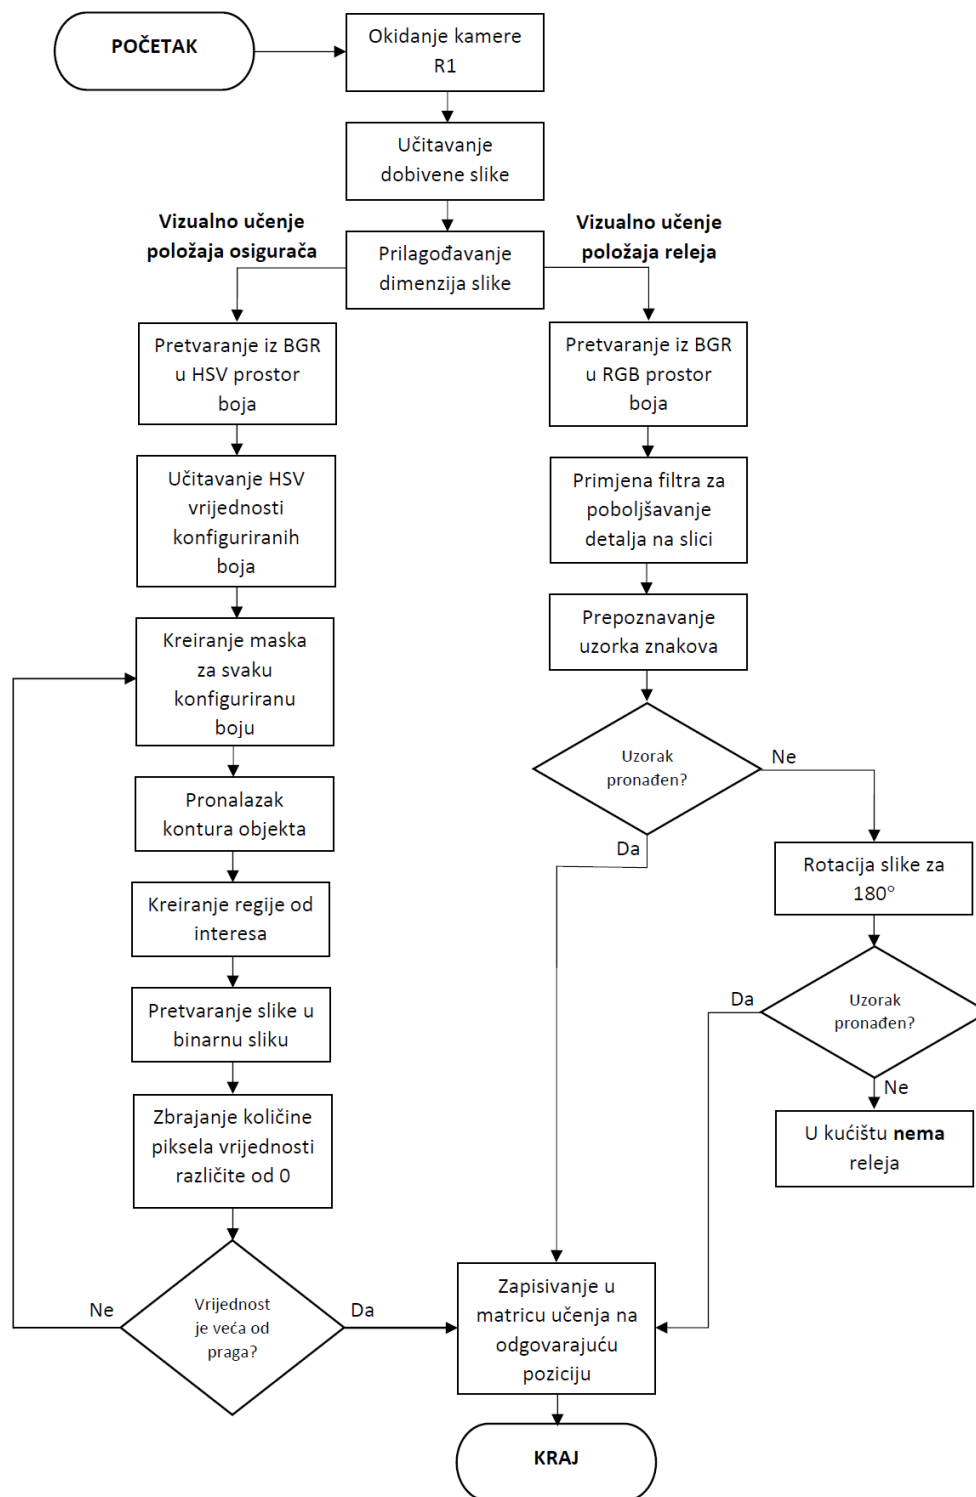 POČETAK
Okidanje kamere
R1
Učitavanje
dobivene slike
Vizualno učenje
položaja osigurača
Vizualno učenje
položaja releja
Prilagođavanje
dimenzija slike
Pretvaranje iz BGR
u HSV prostor
boja
Pretvaranje iz BGR
u RGB prostor
boja
Učitavanje HSV
vrijednosti
konfiguriranih
boja
Primjena filtra za
poboljšavanje
detalja na slici
Kreiranje maska
za svaku
konfiguriranu
boju
Prepoznavanje
uzorka znakova
Uzorak
pronađen?
Ne
Da
Pronalazak
kontura objekta
Rotacija slike za
180°
Kreiranje regije od
interesa
Uzorak
pronađen?
Da
Ne
Pretvaranje slike u
binarnu sliku
U kućištu nema
releja
Zbrajanje količine
piksela vrijednosti
različite od 0
Vrijednost
je veća od
praga?
Ne
Da
Zapisivanje u
matricu učenja na
odgovarajuću
poziciju
KRAJ